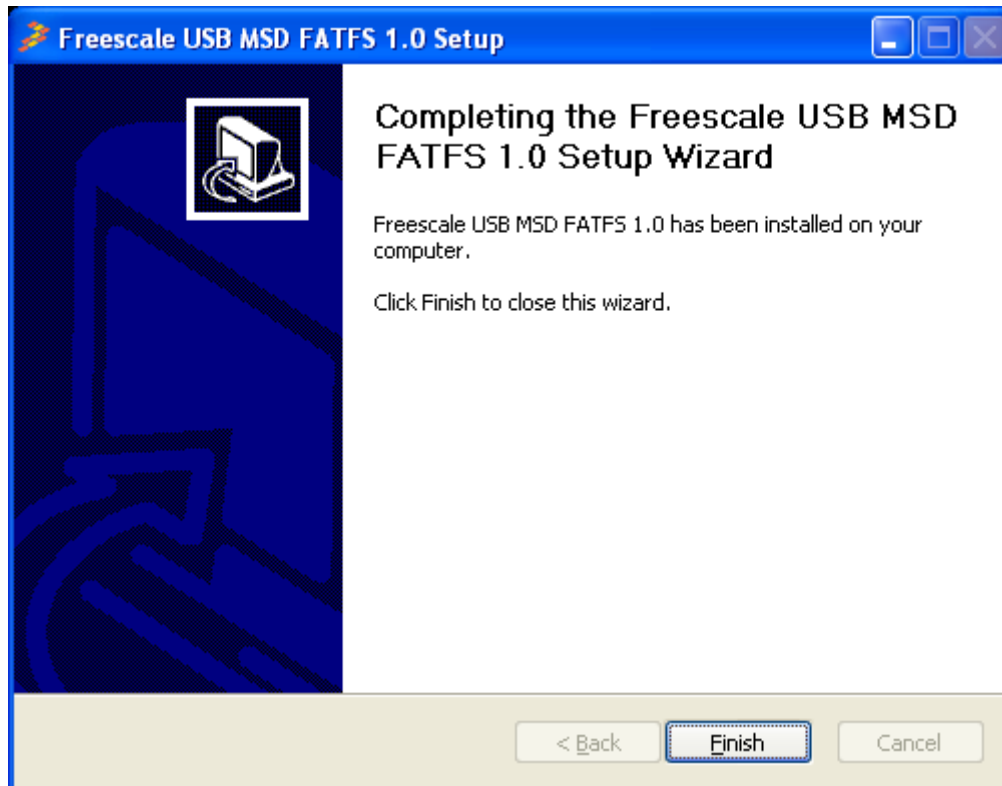 Freescale USB MSD FATFS 1.0 Setup
Completing the Freescale USB MSD
FATFS 1.0 Setup Wizard
Freescale USB MSD FATFS 1.0 has been installed on your
computer.
Click Finish to close this wizard.
< Back
Finish
Cancel